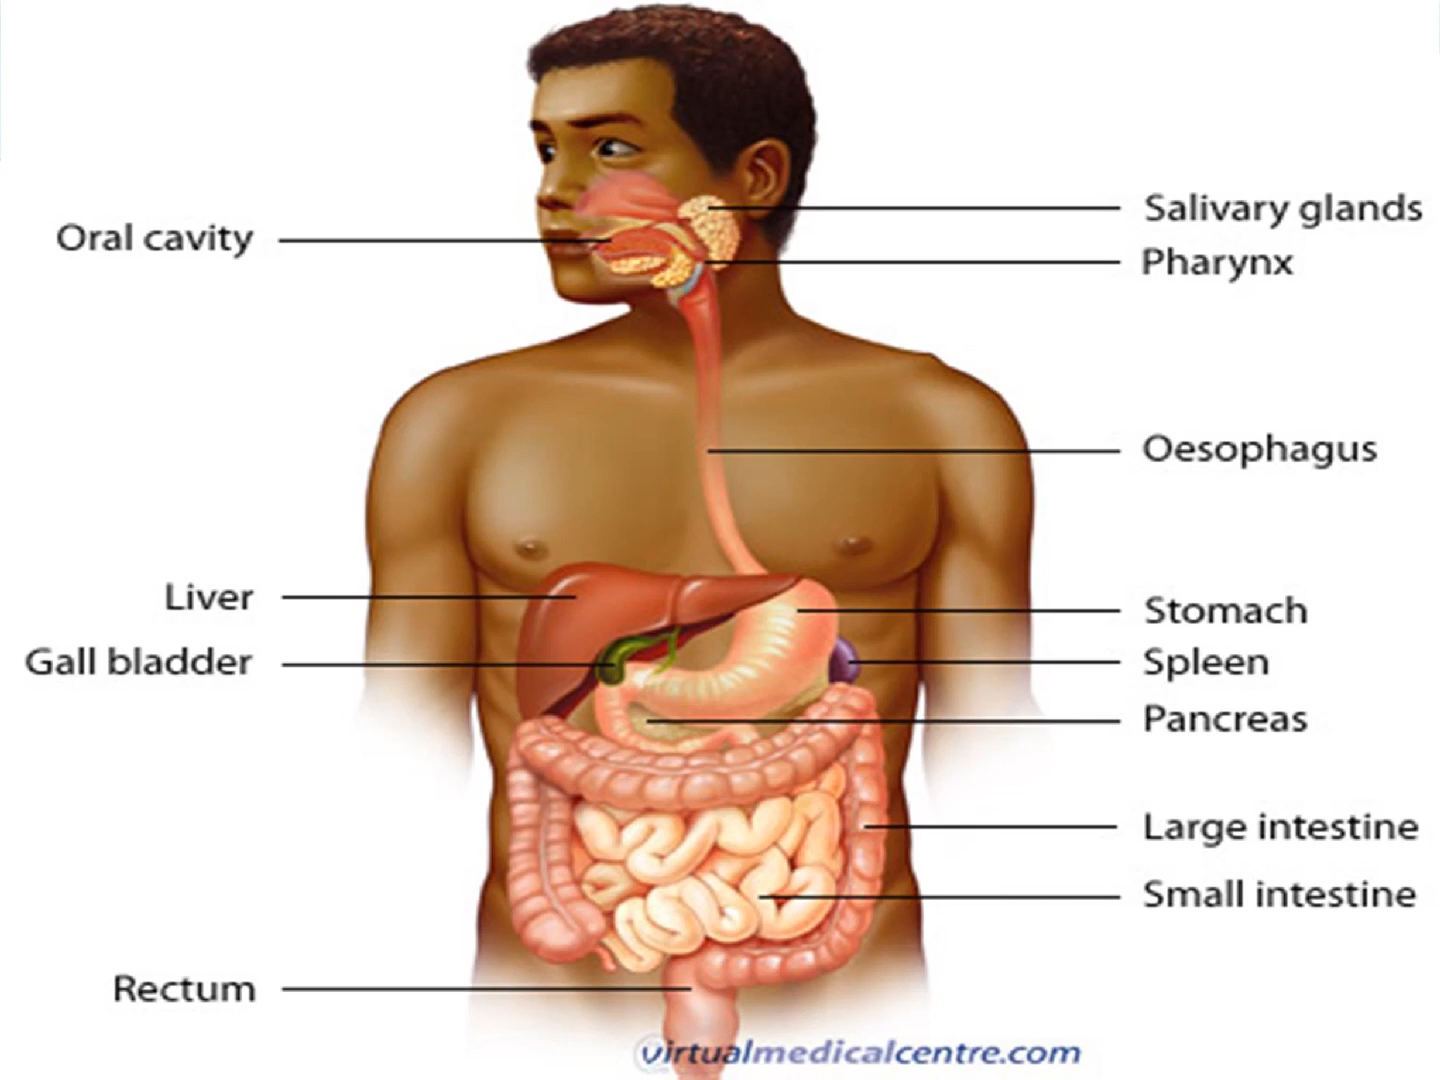 Oral cavity
Salivary glands
Pharynx
Oesophagus
Liver
Gall bladder
Stomach
Spleen
Pancreas
Large intestine
Small intestine
Rectum
virtualmedicalcentre.com